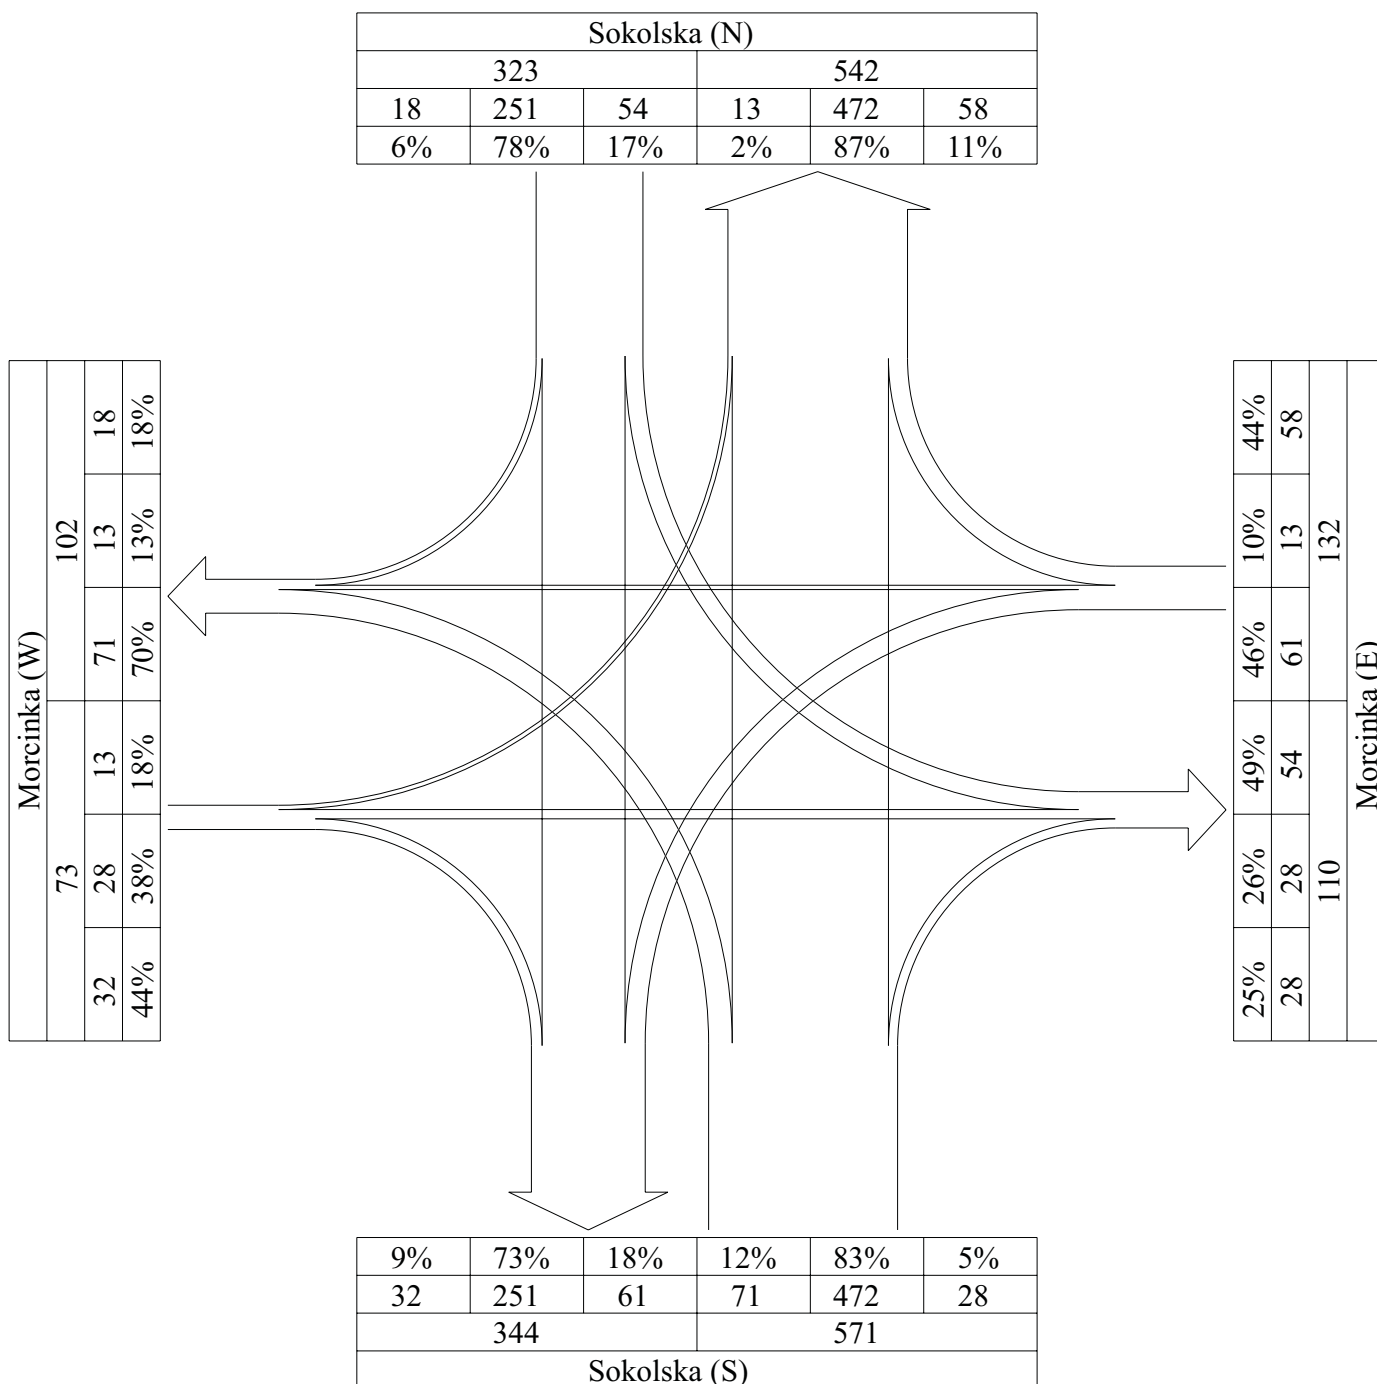 Sokolska (N)
323 542
18 251 54 13 472 58
6% 78% 17% 2% 87% 11%
Morcinka (W)
102 73
18 13 71 13 28 32
18% 13% 70% 18% 38% 44%
44% 10% 46% 49% 26% 25%
58 13 61 54 28 28
132 110
Morcinka (E)
9% 73% 18% 12% 83% 5%
32 251 61 71 472 28
344 571
Sokolska (S)